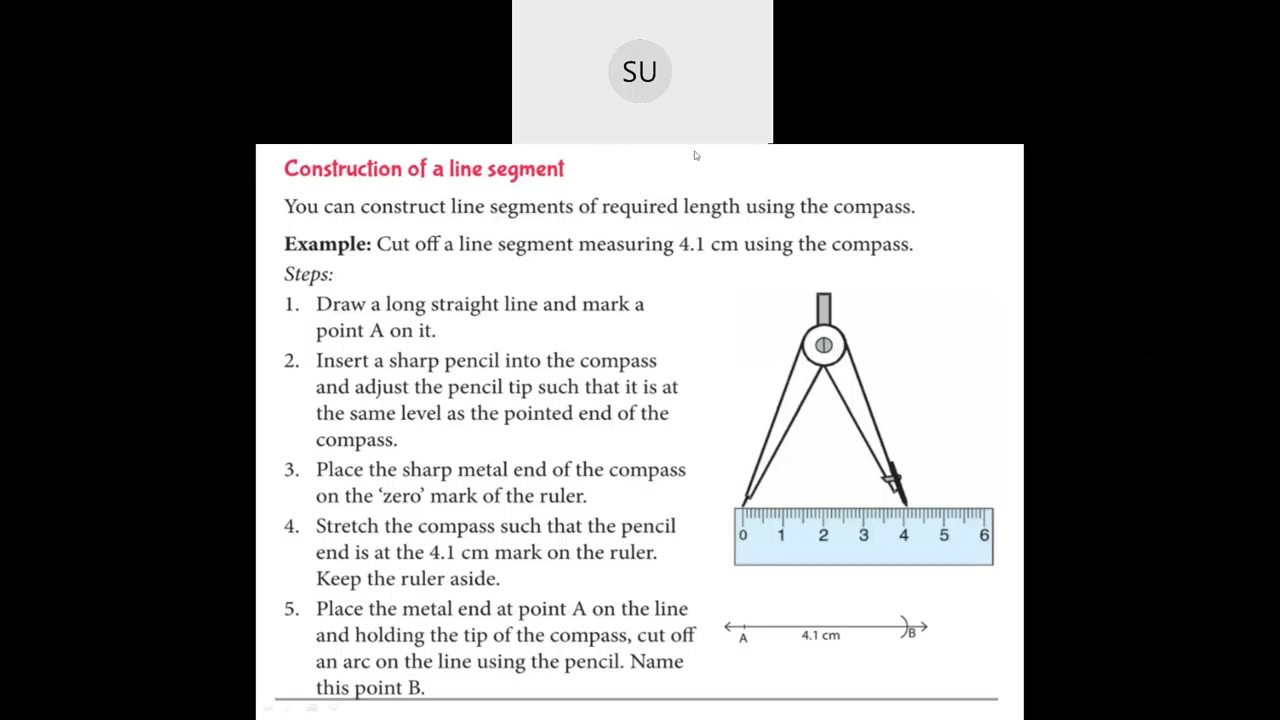 SU
Construction of a line segment
You can construct line segments of required length using the compass.
Example: Cut off a line segment measuring 4.1 cm using the compass.
Steps:
1. Draw a long straight line and mark a
point A on it.
2. Insert a sharp pencil into the compass
and adjust the pencil tip such that it is at
the same level as the pointed end of the
compass.
3. Place the sharp metal end of the compass
on the ‘zero’ mark of the ruler.
4. Stretch the compass such that the pencil
end is at the 4.1 cm mark on the ruler.
Keep the ruler aside.
5. Place the metal end at point A on the line
and holding the tip of the compass, cut off
an arc on the line using the pencil. Name
this point B.
0 1 2 3 4 5 6
A 4.1 cm B